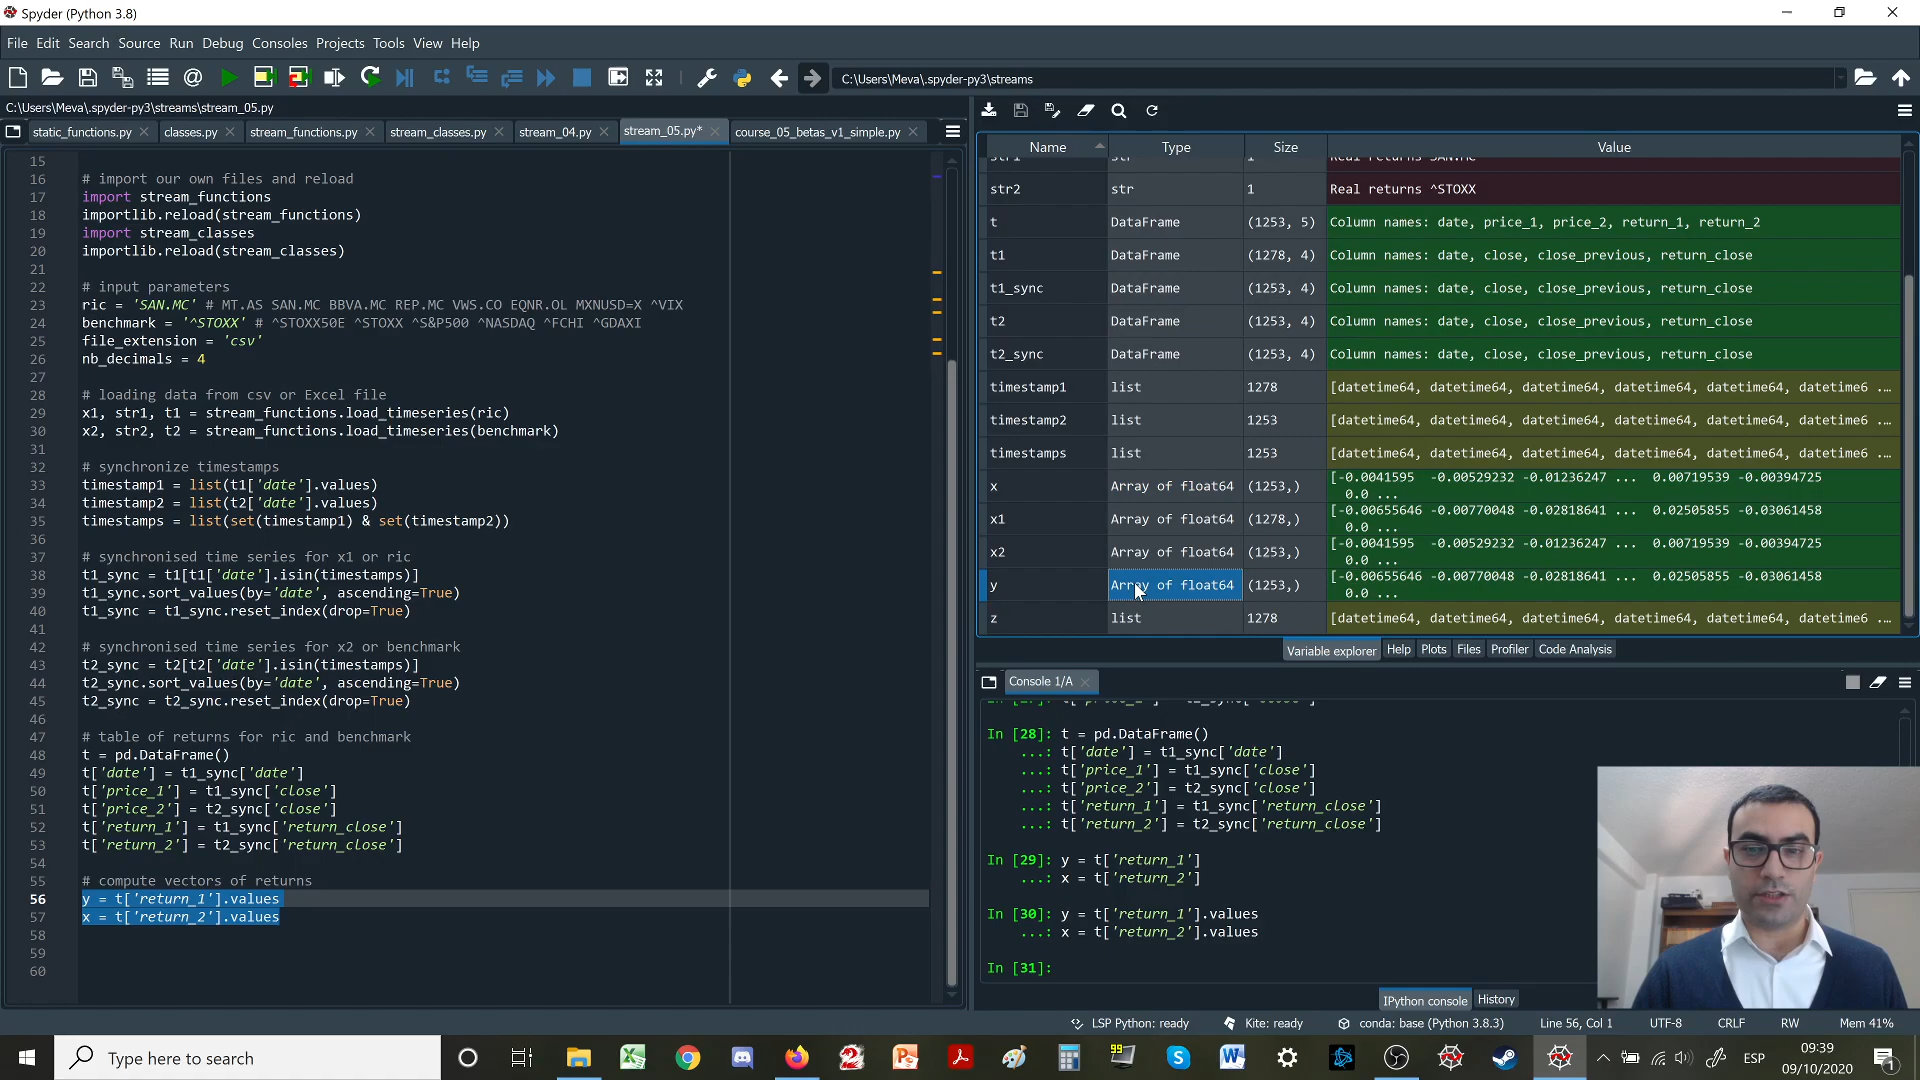 Spyder (Python 3.8)
File Edit Search Source Run Debug Consoles Projects Tools View Help
C:\Users\Meva\.spyder-py3\streams
C:\Users\Meva\.spyder-py3\streams\stream_05.py
static_functions.py classes.py stream_functions.py stream_classes.py stream_04.py stream_05.py* course_05_betas_v1_simple.py
15
16 # import our own files and reload
17 import stream_functions
18 importlib.reload(stream_functions)
19 import stream_classes
20 importlib.reload(stream_classes)
21
22 # input parameters
23 ric = 'SAN.MC' # MT.AS SAN.MC BBVA.MC REP.MC VWS.CO EQNR.OL MXNUSD=X ^VIX
24 benchmark = '^STOXX' # ^STOXX50E ^STOXX ^S&P500 ^NASDAQ ^FCHI ^GDAXI
25 file_extension = 'csv'
26 nb_decimals = 4
27
28 # loading data from csv or Excel file
29 x1, str1, t1 = stream_functions.load_timeseries(ric)
30 x2, str2, t2 = stream_functions.load_timeseries(benchmark)
31
32 # synchronize timestamps
33 timestamp1 = list(t1['date'].values)
34 timestamp2 = list(t2['date'].values)
35 timestamps = list(set(timestamp1) & set(timestamp2))
36
37 # synchronised time series for x1 or ric
38 t1_sync = t1[t1['date'].isin(timestamps)]
39 t1_sync.sort_values(by='date', ascending=True)
40 t1_sync = t1_sync.reset_index(drop=True)
41
42 # synchronised time series for x2 or benchmark
43 t2_sync = t2[t2['date'].isin(timestamps)]
44 t2_sync.sort_values(by='date', ascending=True)
45 t2_sync = t2_sync.reset_index(drop=True)
46
47 # table of returns for ric and benchmark
48 t = pd.DataFrame()
49 t['date'] = t1_sync['date']
50 t['price_1'] = t1_sync['close']
51 t['price_2'] = t2_sync['close']
52 t['return_1'] = t1_sync['return_close']
53 t['return_2'] = t2_sync['return_close']
54
55 # compute vectors of returns
56 y = t['return_1'].values
57 x = t['return_2'].values
58
59
60
Name Type Size Value
str1 str 1 Real returns SAN.MC
str2 str 1 Real returns ^STOXX
t DataFrame (1253, 5) Column names: date, price_1, price_2, return_1, return_2
t1 DataFrame (1278, 4) Column names: date, close, close_previous, return_close
t1_sync DataFrame (1253, 4) Column names: date, close, close_previous, return_close
t2 DataFrame (1253, 4) Column names: date, close, close_previous, return_close
t2_sync DataFrame (1253, 4) Column names: date, close, close_previous, return_close
timestamp1 list 1278 [datetime64, datetime64, datetime64, datetime64, datetime64, datetime6 ...
timestamp2 list 1253 [datetime64, datetime64, datetime64, datetime64, datetime64, datetime6 ...
timestamps list 1253 [datetime64, datetime64, datetime64, datetime64, datetime64, datetime6 ...
x Array of float64 (1253,) [-0.0041595 -0.00529232 -0.01236247 ... 0.00719539 -0.00394725
0.0 ...
x1 Array of float64 (1278,) [-0.00655646 -0.00770048 -0.02818641 ... 0.02505855 -0.03061458
0.0 ...
x2 Array of float64 (1253,) [-0.0041595 -0.00529232 -0.01236247 ... 0.00719539 -0.00394725
0.0 ...
y Array of float64 (1253,) [-0.00655646 -0.00770048 -0.02818641 ... 0.02505855 -0.03061458
0.0 ...
z list 1278 [datetime64, datetime64, datetime64, datetime64, datetime64, datetime6 ...
Variable explorer Help Plots Files Profiler Code Analysis
Console 1/A
In [28]: t = pd.DataFrame()
...: t['date'] = t1_sync['date']
...: t['price_1'] = t1_sync['close']
...: t['price_2'] = t2_sync['close']
...: t['return_1'] = t1_sync['return_close']
...: t['return_2'] = t2_sync['return_close']
In [29]: y = t['return_1']
...: x = t['return_2']
In [30]: y = t['return_1'].values
...: x = t['return_2'].values
In [31]:
IPython console History
LSP Python: ready Kite: ready conda: base (Python 3.8.3) Line 56, Col 1 UTF-8 CRLF RW Mem 41%
Type here to search
99
ESP
09:39
09/10/2020
1